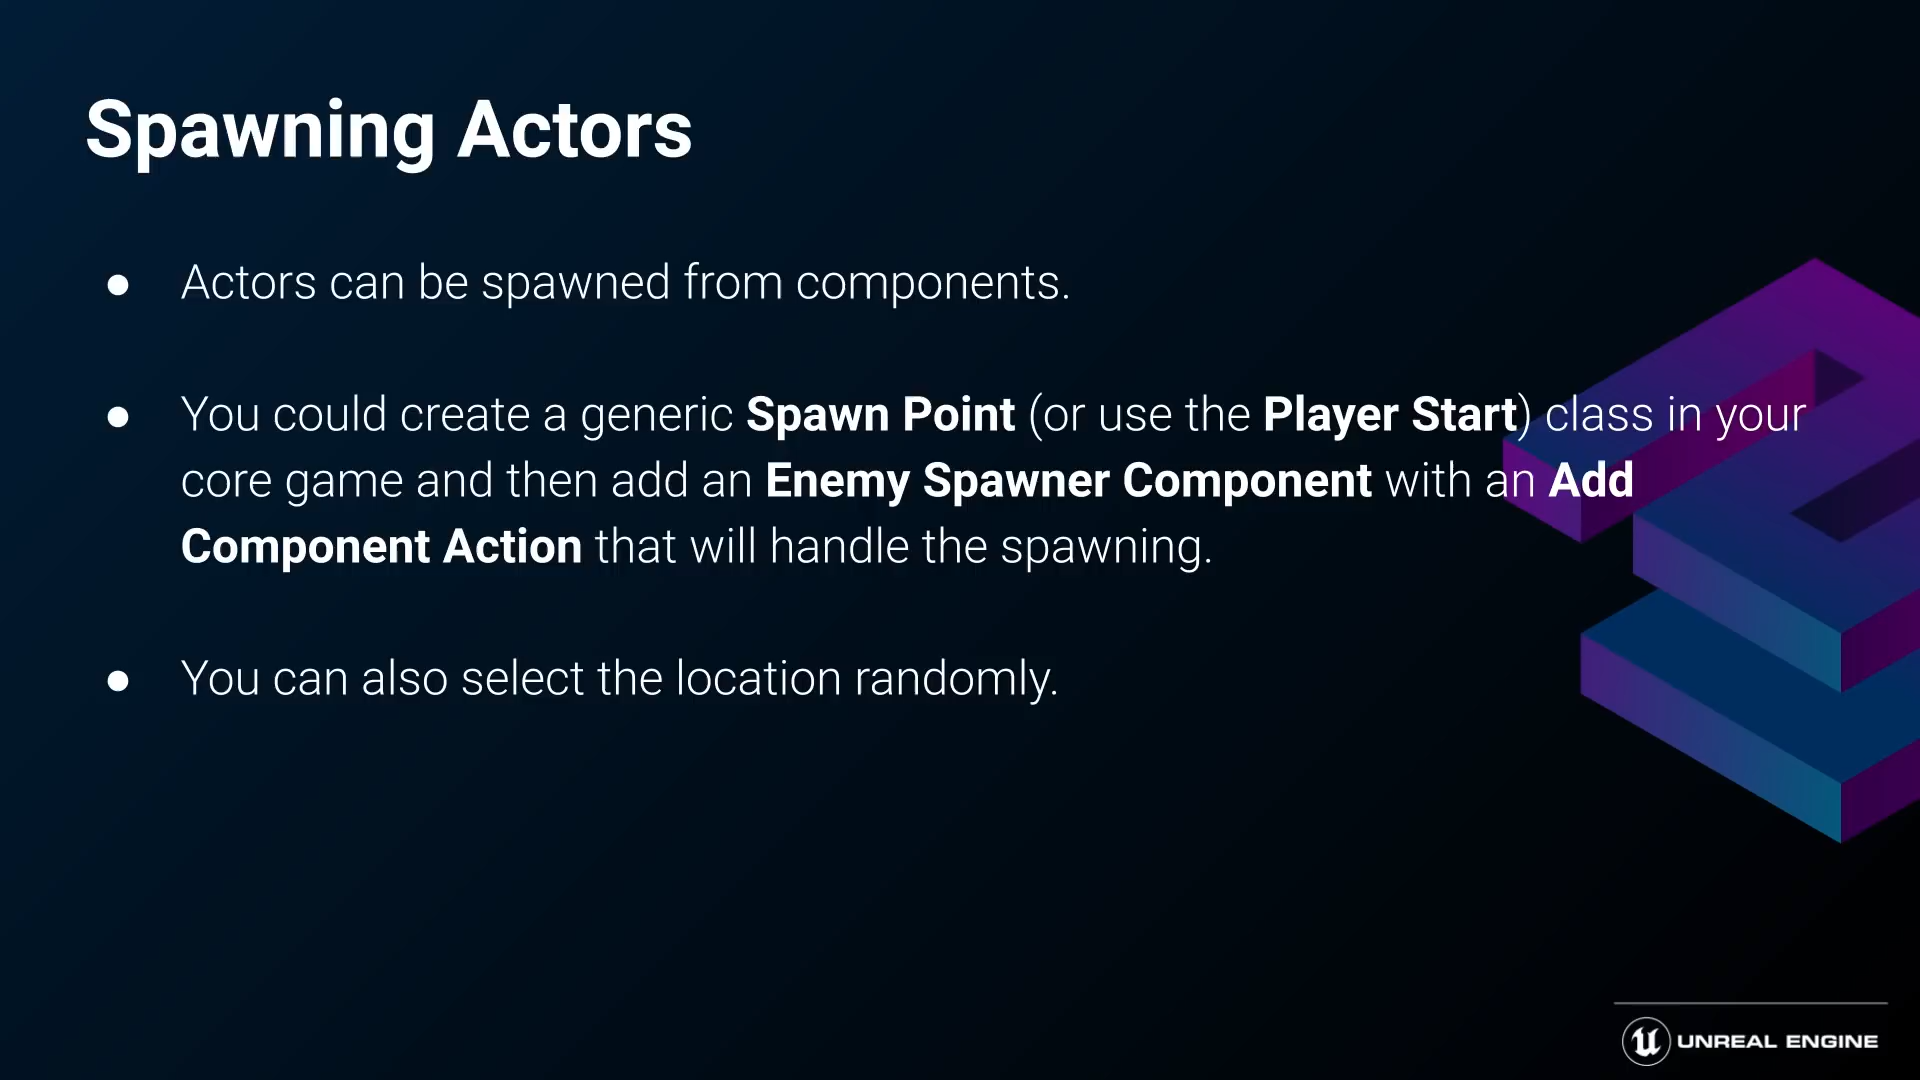 Spawning Actors
● Actors can be spawned from components.
● You could create a generic Spawn Point (or use the Player Start) class in your
core game and then add an Enemy Spawner Component with an Add
Component Action that will handle the spawning.
● You can also select the location randomly.
UNREAL ENGINE